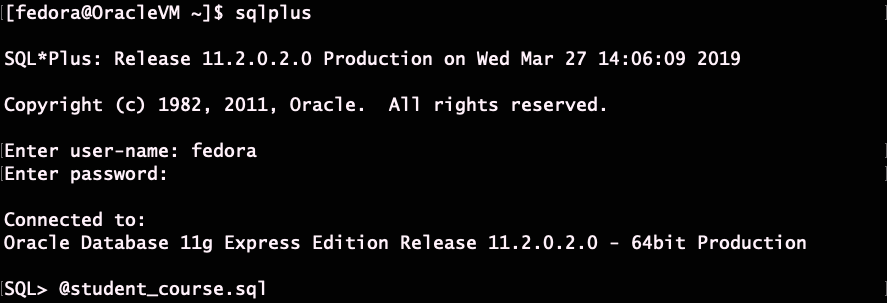 [fedora@OracleVM ~]$ sqlplus
SQL*Plus: Release 11.2.0.2.0 Production on Wed Mar 27 14:06:09 2019
Copyright (c) 1982, 2011, Oracle.  All rights reserved.
Enter user-name: fedora
Enter password:
Connected to:
Oracle Database 11g Express Edition Release 11.2.0.2.0 - 64bit Production
SQL> @student_course.sql